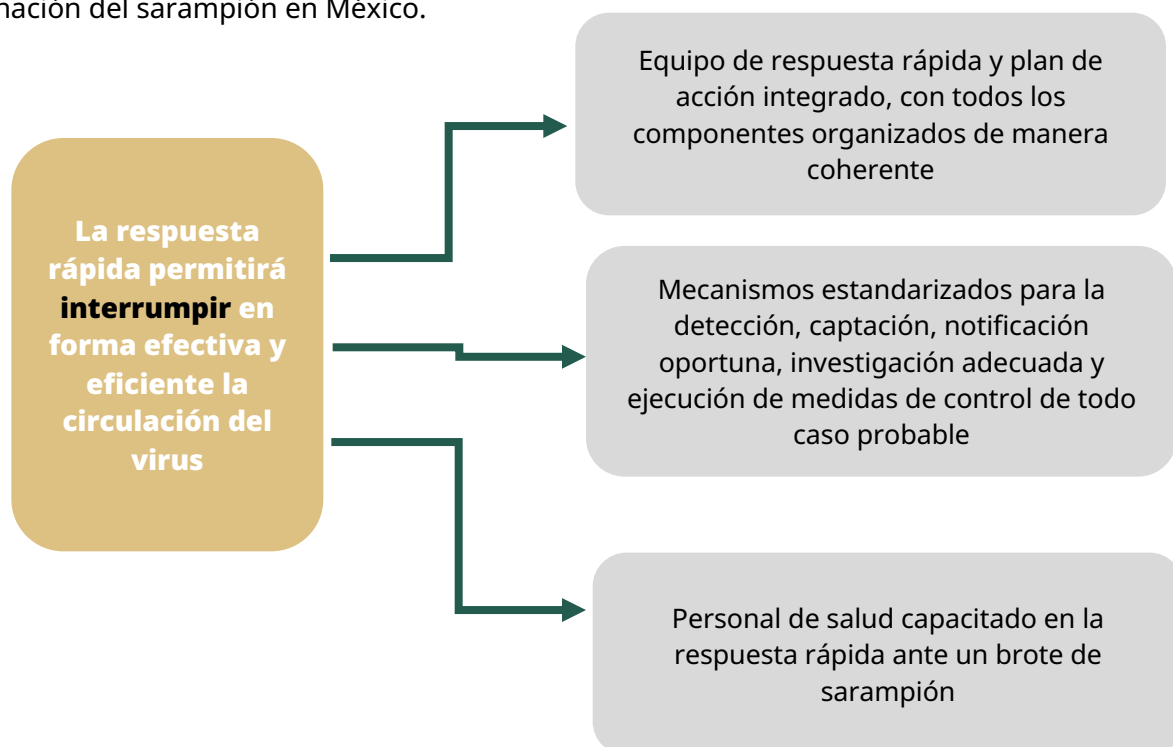 del sarampión en México.
La respuesta
rápida permitirá
interrumpir en
forma efectiva y
eficiente la
circulación del
virus
Equipo de respuesta rápida y plan de
acción integrado, con todos los
componentes organizados de manera
coherente
Mecanismos estandarizados para la
detección, captación, notificación
oportuna, investigación adecuada y
ejecución de medidas de control de todo
caso probable
Personal de salud capacitado en la
respuesta rápida ante un brote de
sarampión